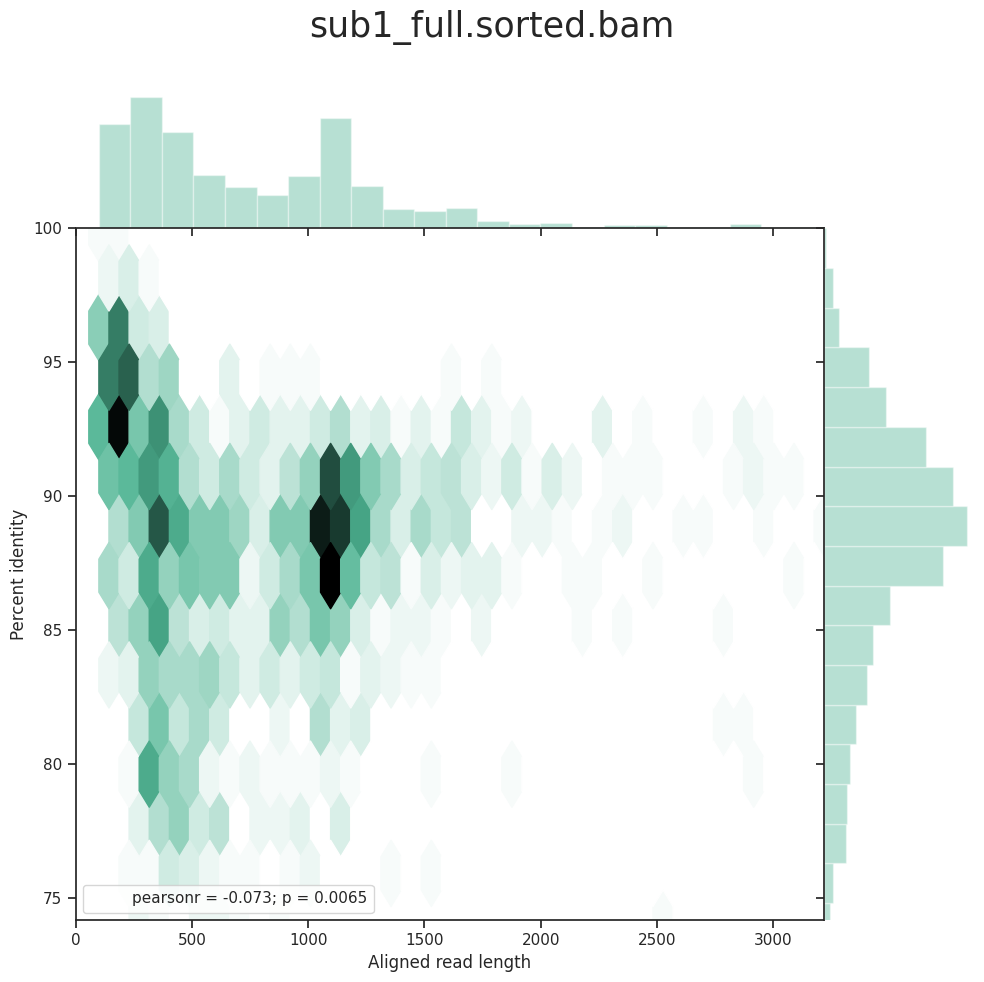 sub1_full.sorted.bam
100
95
90
85
80
75
Percent identity
pearsonr = -0.073; p = 0.0065
0 500 1000 1500 2000 2500 3000
Aligned read length